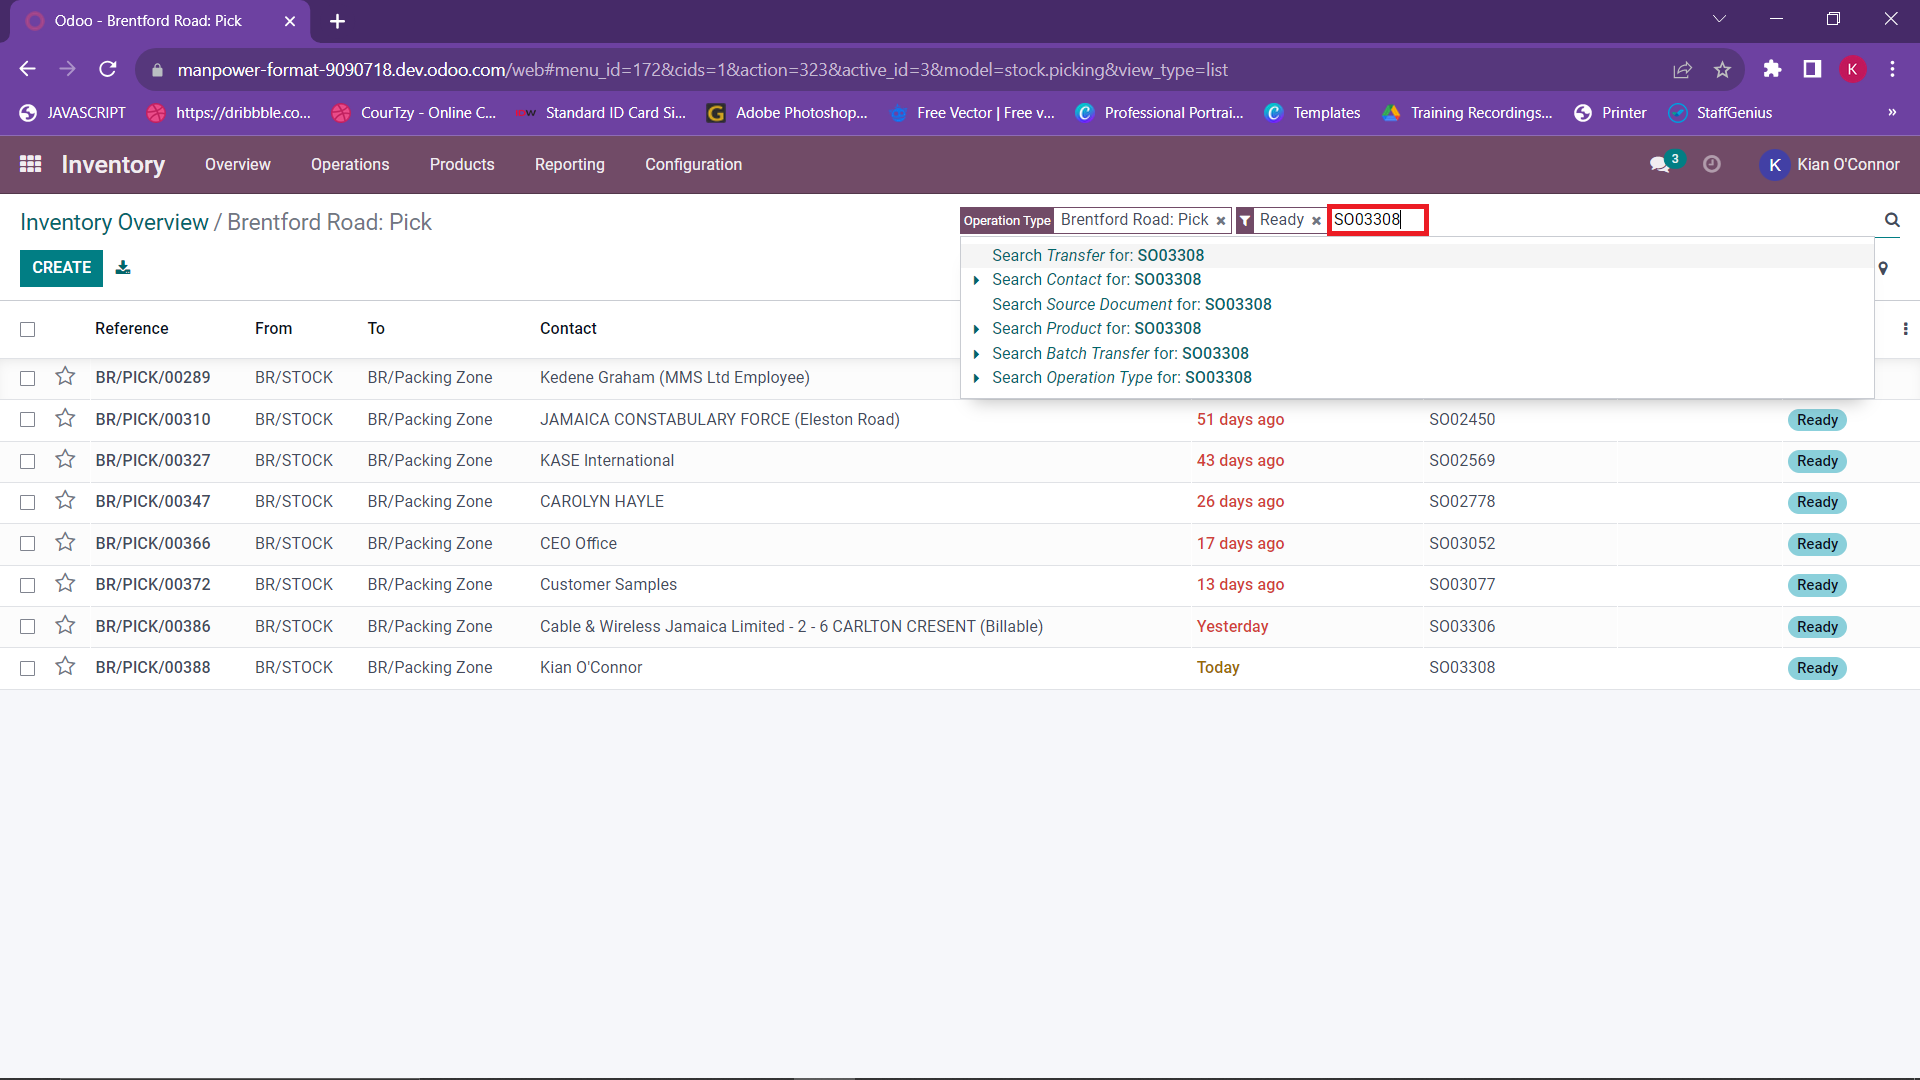 Odoo - Brentford Road: Pick
manpower-format-9090718.dev.odoo.com/web#menu_id=172&cids=1&action=323&active_id=3&model=stock.picking&view_type=list
K
JAVASCRIPT https://dribbble.co... CourTzy - Online C... Standard ID Card Si... Adobe Photoshop... Free Vector | Free v... Professional Portrai... Templates Training Recordings... Printer StaffGenius »
Inventory Overview Operations Products Reporting Configuration 3 K Kian O'Connor
Inventory Overview / Brentford Road: Pick
Operation Type Brentford Road: Pick × Ready × SO03308
CREATE
Search Transfer for: SO03308
Search Contact for: SO03308
Search Source Document for: SO03308
Search Product for: SO03308
Search Batch Transfer for: SO03308
Search Operation Type for: SO03308
Reference From To Contact
BR/PICK/00289 BR/STOCK BR/Packing Zone Kedene Graham (MMS Ltd Employee)
BR/PICK/00310 BR/STOCK BR/Packing Zone JAMAICA CONSTABULARY FORCE (Eleston Road) 51 days ago SO02450 Ready
BR/PICK/00327 BR/STOCK BR/Packing Zone KASE International 43 days ago SO02569 Ready
BR/PICK/00347 BR/STOCK BR/Packing Zone CAROLYN HAYLE 26 days ago SO02778 Ready
BR/PICK/00366 BR/STOCK BR/Packing Zone CEO Office 17 days ago SO03052 Ready
BR/PICK/00372 BR/STOCK BR/Packing Zone Customer Samples 13 days ago SO03077 Ready
BR/PICK/00386 BR/STOCK BR/Packing Zone Cable & Wireless Jamaica Limited - 2 - 6 CARLTON CRESENT (Billable) Yesterday SO03306 Ready
BR/PICK/00388 BR/STOCK BR/Packing Zone Kian O'Connor Today SO03308 Ready